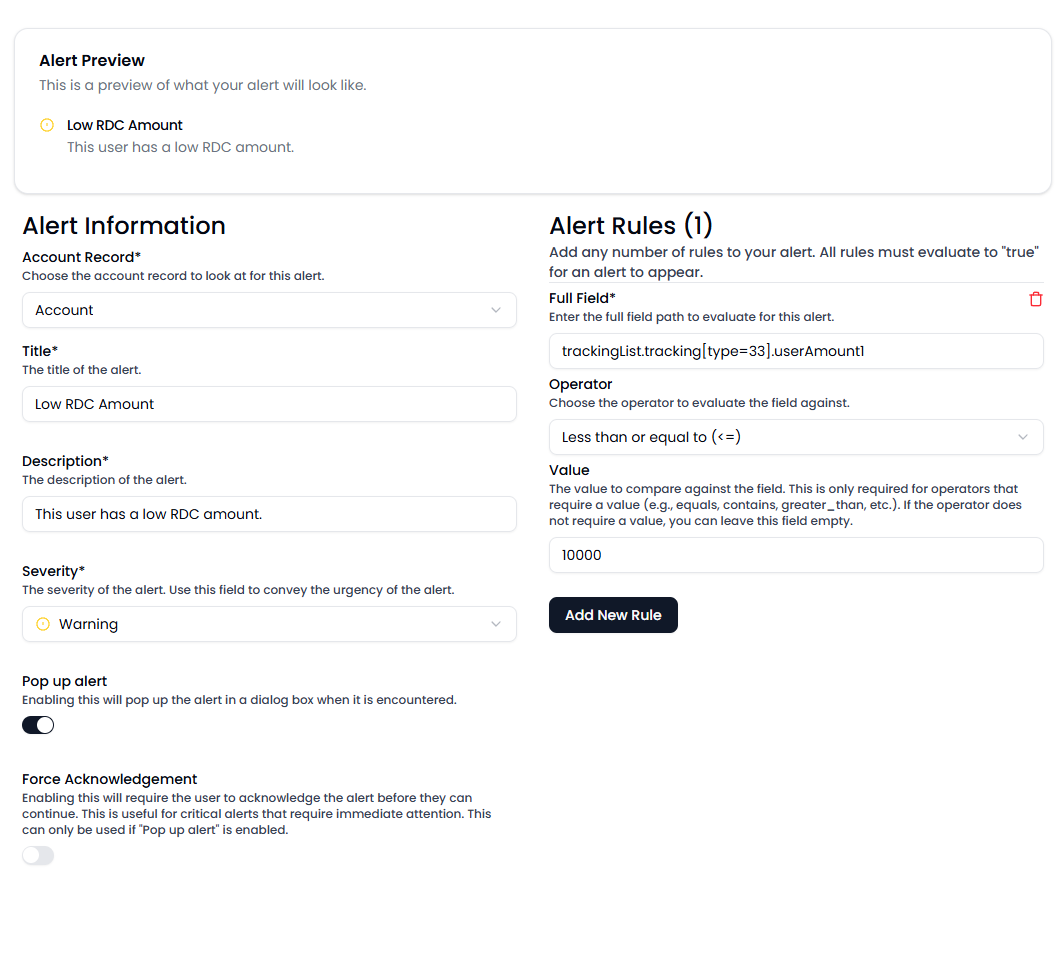 Alert Preview
This is a preview of what your alert will look like.
Low RDC Amount
This user has a low RDC amount.
Alert Information
Account Record*
Choose the account record to look at for this alert.
Account
Title*
The title of the alert.
Low RDC Amount
Description*
The description of the alert.
This user has a low RDC amount.
Severity*
The severity of the alert. Use this field to convey the urgency of the alert.
Warning
Pop up alert
Enabling this will pop up the alert in a dialog box when it is encountered.
Force Acknowledgement
Enabling this will require the user to acknowledge the alert before they can
continue. This is useful for critical alerts that require immediate attention. This
can only be used if "Pop up alert" is enabled.
Alert Rules (1)
Add any number of rules to your alert. All rules must evaluate to "true"
for an alert to appear.
Full Field*
Enter the full field path to evaluate for this alert.
trackingList.tracking[type=33].userAmount1
Operator
Choose the operator to evaluate the field against.
Less than or equal to (<=)
Value
The value to compare against the field. This is only required for operators that
require a value (e.g., equals, contains, greater_than, etc.). If the operator does
not require a value, you can leave this field empty.
10000
Add New Rule